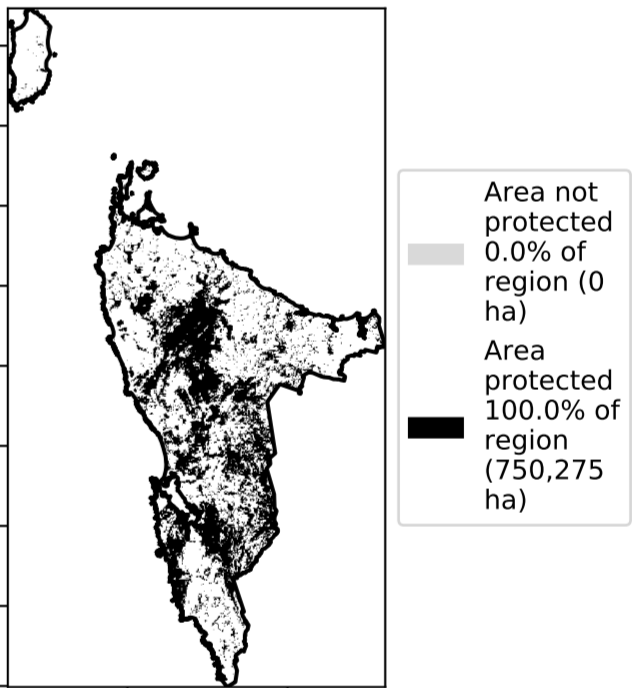 Area not
protected
0.0% of
region (0
ha)
Area
protected
100.0% of
region
(750,275
ha)